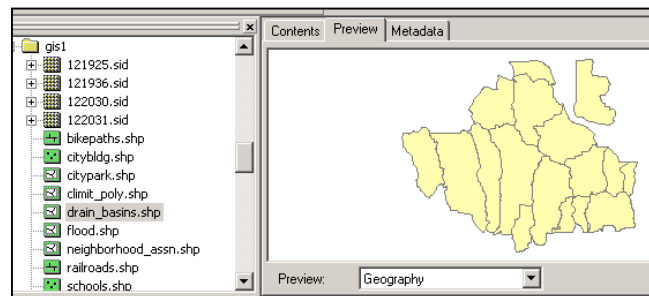 gis1
121925.sid
121936.sid
122030.sid
122031.sid
bikepaths.shp
citybldg.shp
citypark.shp
climit_poly.shp
drain_basins.shp
flood.shp
neighborhood_assn.shp
railroads.shp
schools.shp
Contents Preview Metadata
Preview: Geography